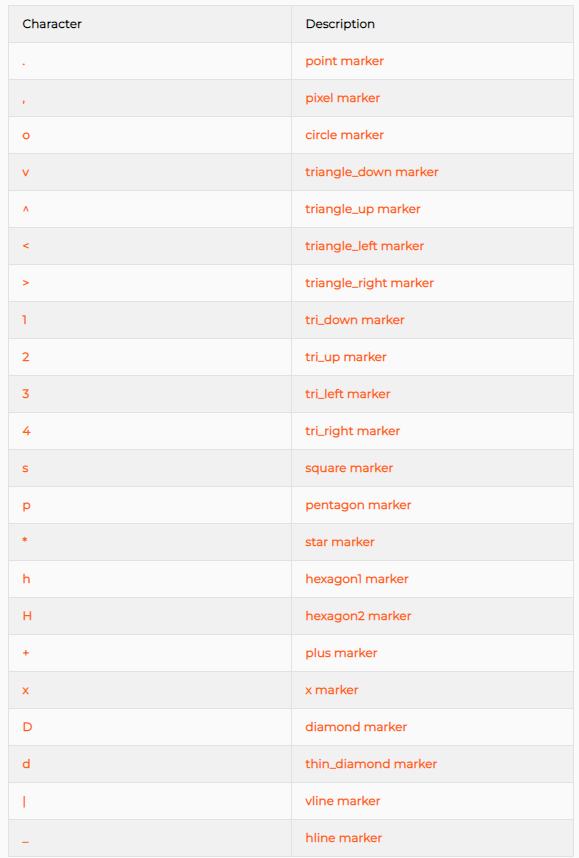 Character Description
. point marker
, pixel marker
o circle marker
v triangle_down marker
^ triangle_up marker
< triangle_left marker
> triangle_right marker
1 tri_down marker
2 tri_up marker
3 tri_left marker
4 tri_right marker
s square marker
p pentagon marker
* star marker
h hexagon1 marker
H hexagon2 marker
+ plus marker
x x marker
D diamond marker
d thin_diamond marker
| vline marker
_ hline marker